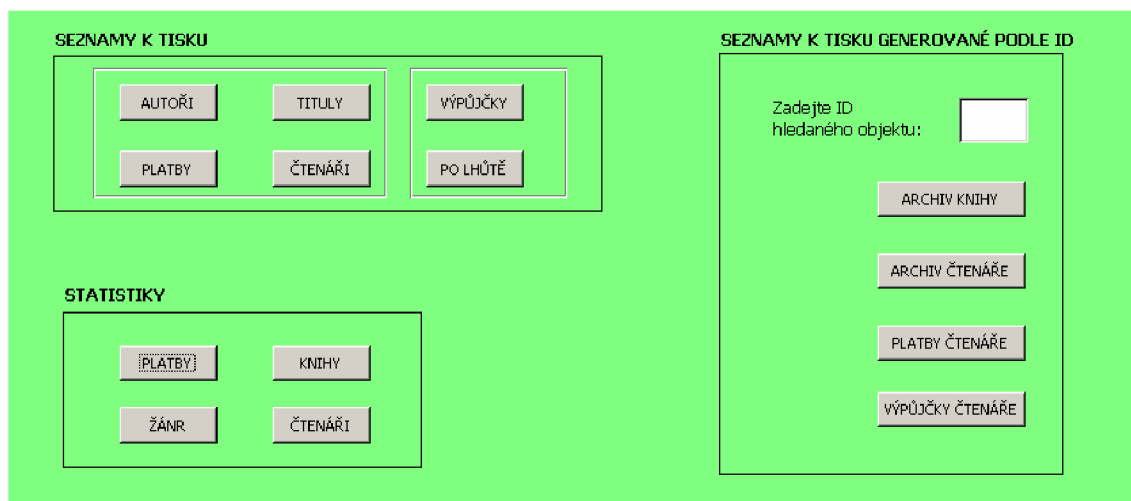 SEZNAMY K TISKU
AUTOŘI
TITULY
VÝPŮJČKY
PLATBY
ČTENÁŘI
PO LHŮTĚ
STATISTIKY
PLATBY
KNIHY
ŽÁNR
ČTENÁŘI
SEZNAMY K TISKU GENEROVANÉ PODLE ID
Zadejte ID
hledaného objektu:
ARCHIV KNIHY
ARCHIV ČTENÁŘE
PLATBY ČTENÁŘE
VÝPŮJČKY ČTENÁŘE